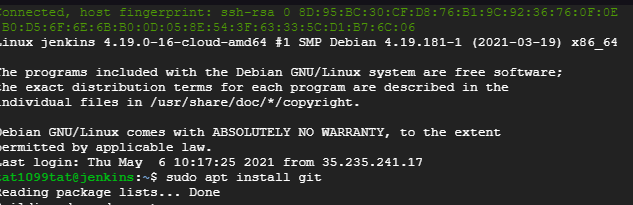 Connected, host fingerprint: ssh-rsa 0 8D:95:BC:30:CF:D8:76:B1:9C:92:36:76:0F:0E
:B0:D5:6F:6E:6B:B0:0D:05:8E:54:3F:63:33:5C:D1:B7:6C:06
Linux jenkins 4.19.0-16-cloud-amd64 #1 SMP Debian 4.19.181-1 (2021-03-19) x86_64
The programs included with the Debian GNU/Linux system are free software;
the exact distribution terms for each program are described in the
individual files in /usr/share/doc/*/copyright.
Debian GNU/Linux comes with ABSOLUTELY NO WARRANTY, to the extent
permitted by applicable law.
Last login: Thu May  6 10:17:25 2021 from 35.235.241.17
tat1099tat@jenkins:~$ sudo apt install git
Reading package lists... Done